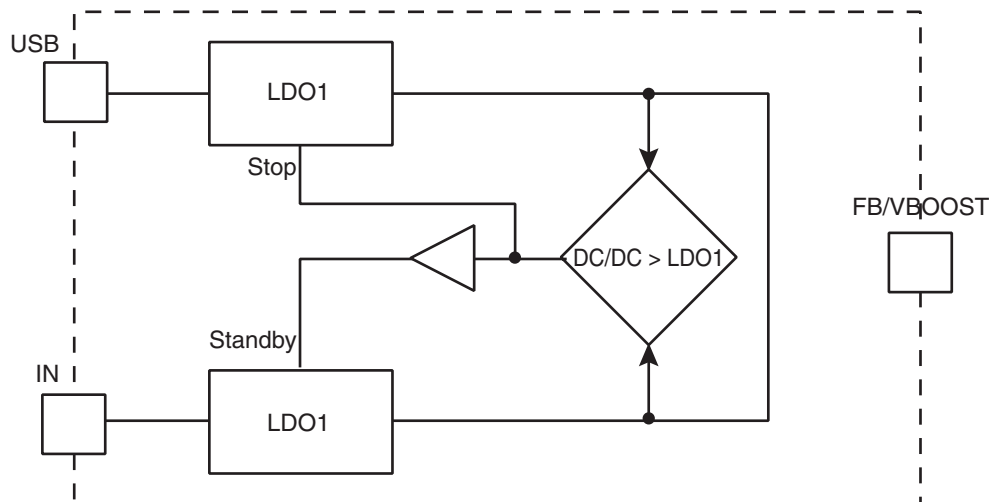 USB
LDO1
Stop
FB/VBOOST
DC/DC > LDO1
Standby
IN
LDO1